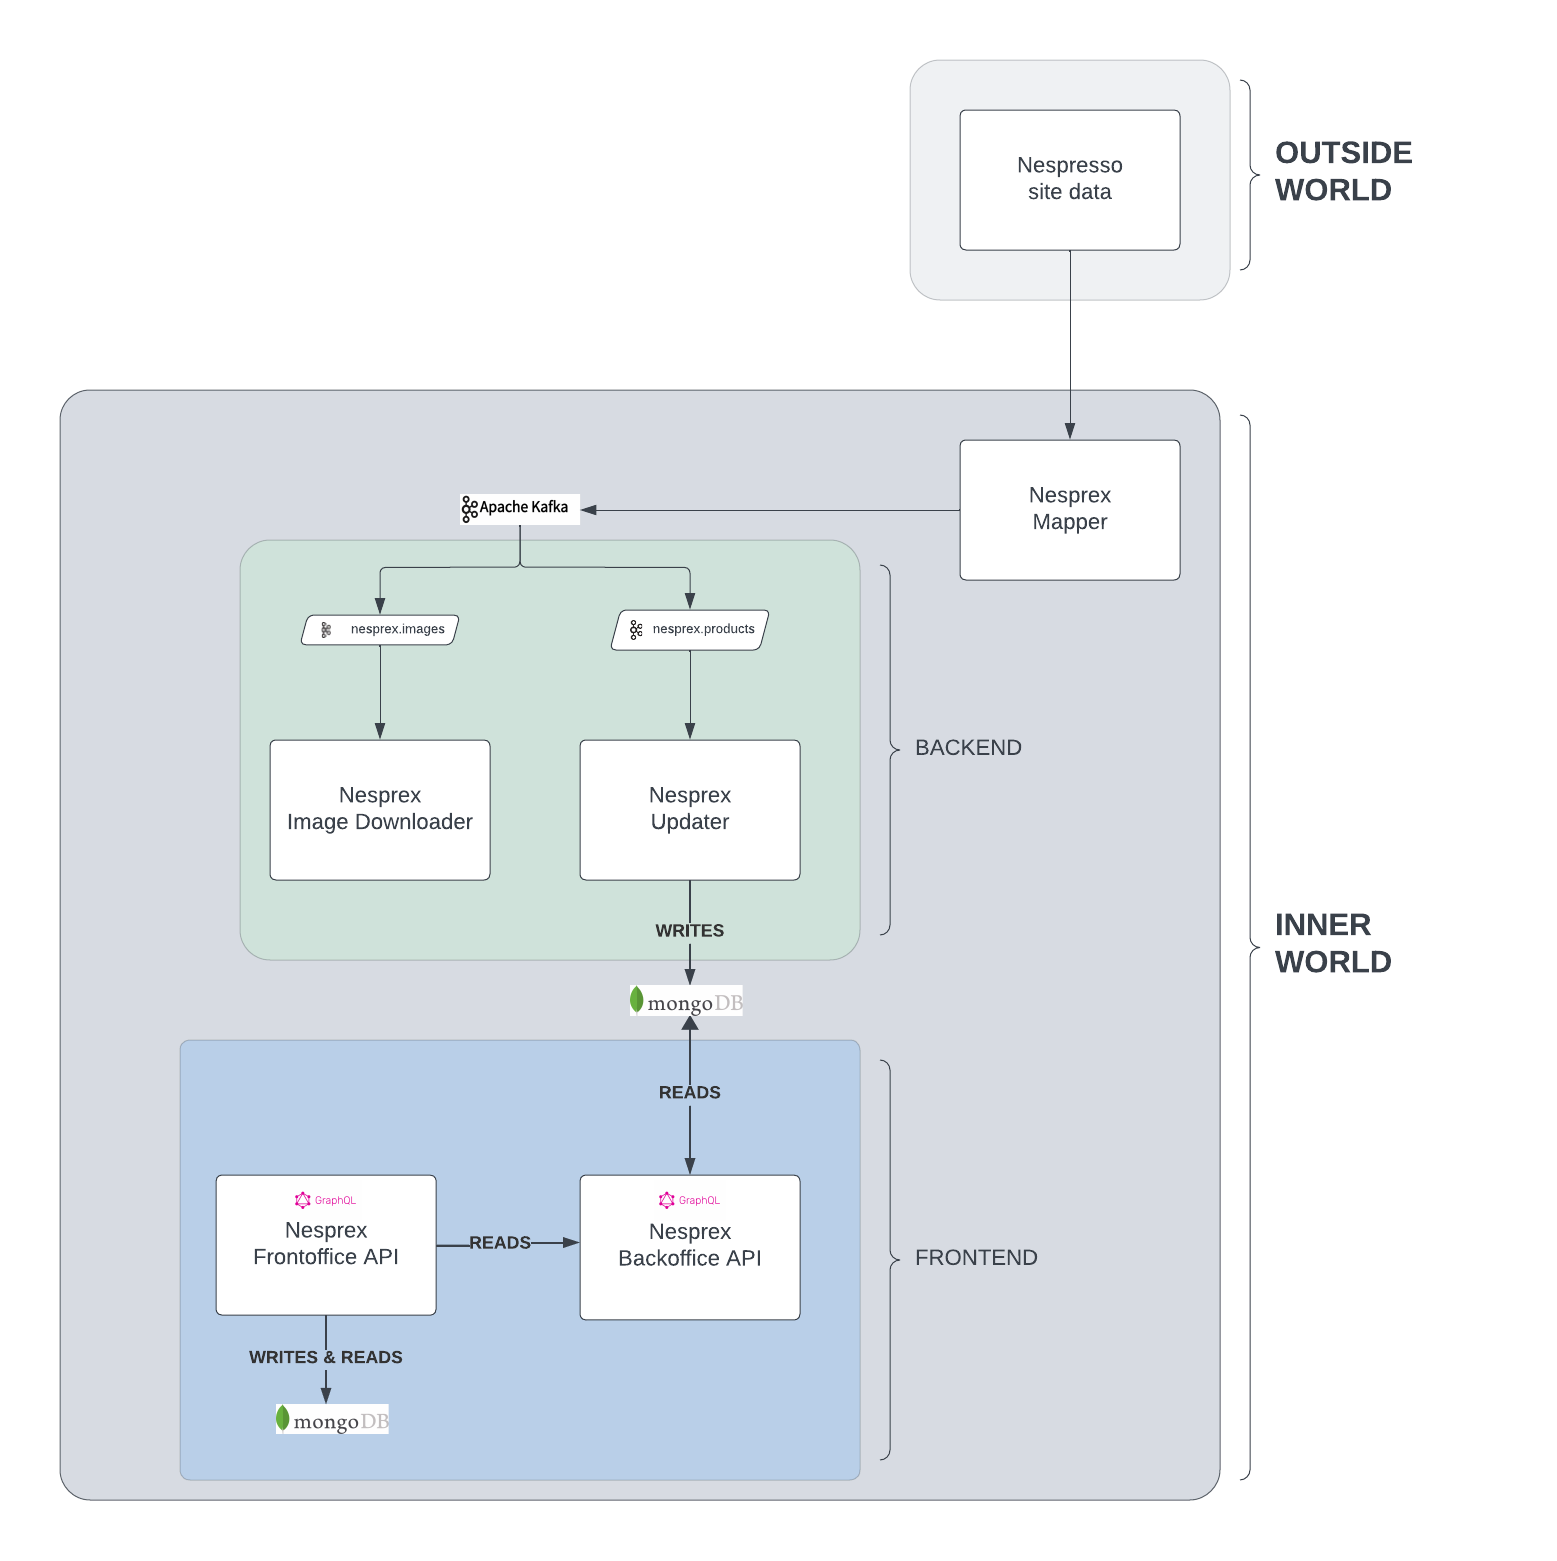 Nespresso
site data
OUTSIDE
WORLD
Nesprex
Mapper
Apache Kafka
nesprex.images
nesprex.products
BACKEND
Nesprex
Image Downloader
Nesprex
Updater
WRITES
INNER
WORLD
mongoDB
READS
GraphQL
Nesprex
Frontoffice API
READS
GraphQL
Nesprex
Backoffice API
FRONTEND
WRITES & READS
mongoDB